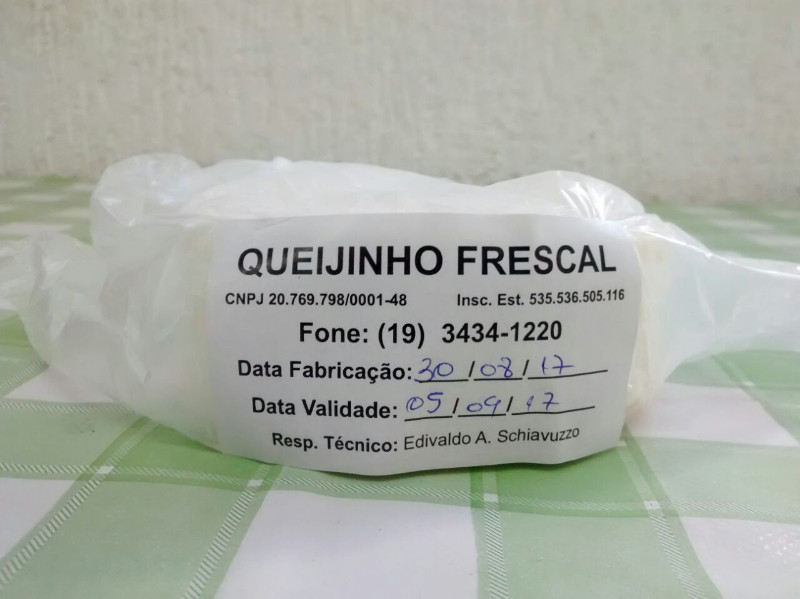 QUEIJINHO FRESCAL
CNPJ 20.769.798/0001-48 Insc. Est. 535.536.505.116
Fone: (19) 3434-1220
Data Fabricação: 30/08/17
Data Validade: 05/09/17
Resp. Técnico: Edivaldo A. Schiavuzzo